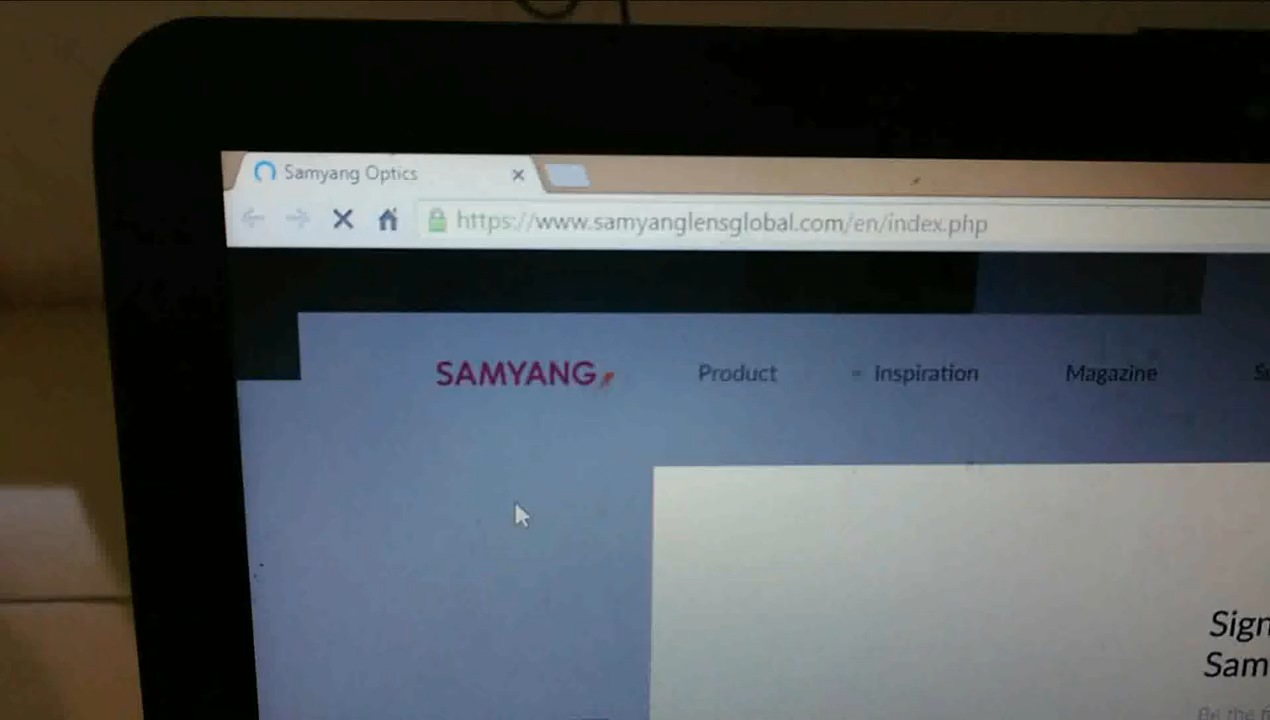 Samyang Optics
https://www.samyanglensglobal.com/en/index.php
SAMYANG Product Inspiration Magazine
Sign
Sam